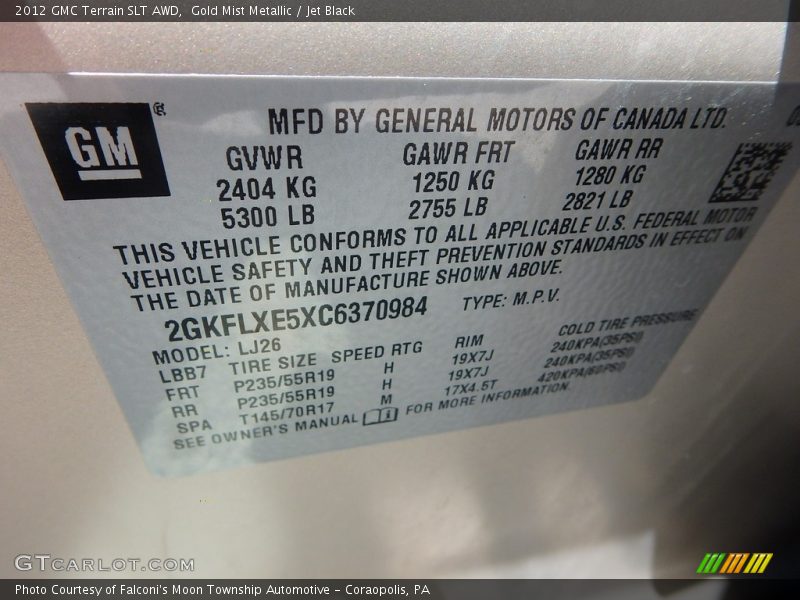 2012 GMC Terrain SLT AWD,  Gold Mist Metallic / Jet Black
GM®
MFD BY GENERAL MOTORS OF CANADA LTD.
GVWR GAWR FRT GAWR RR
2404 KG 1250 KG 1280 KG
5300 LB 2755 LB 2821 LB
THIS VEHICLE CONFORMS TO ALL APPLICABLE U.S. FEDERAL MOTOR
VEHICLE SAFETY AND THEFT PREVENTION STANDARDS IN EFFECT ON
THE DATE OF MANUFACTURE SHOWN ABOVE.
2GKFLXE5XC6370984 TYPE: M.P.V.
MODEL: LJ26
LBB7 TIRE SIZE SPEED RTG RIM COLD TIRE PRESSURE
FRT P235/55R19 H 19X7J 240KPA(35PSI)
RR P235/55R19 H 19X7J 240KPA(35PSI)
SPA T145/70R17 M 17X4.5T 420KPA(60PSI)
SEE OWNER'S MANUAL FOR MORE INFORMATION.
GTCARLOT.COM
Photo Courtesy of Falconi's Moon Township Automotive – Coraopolis, PA